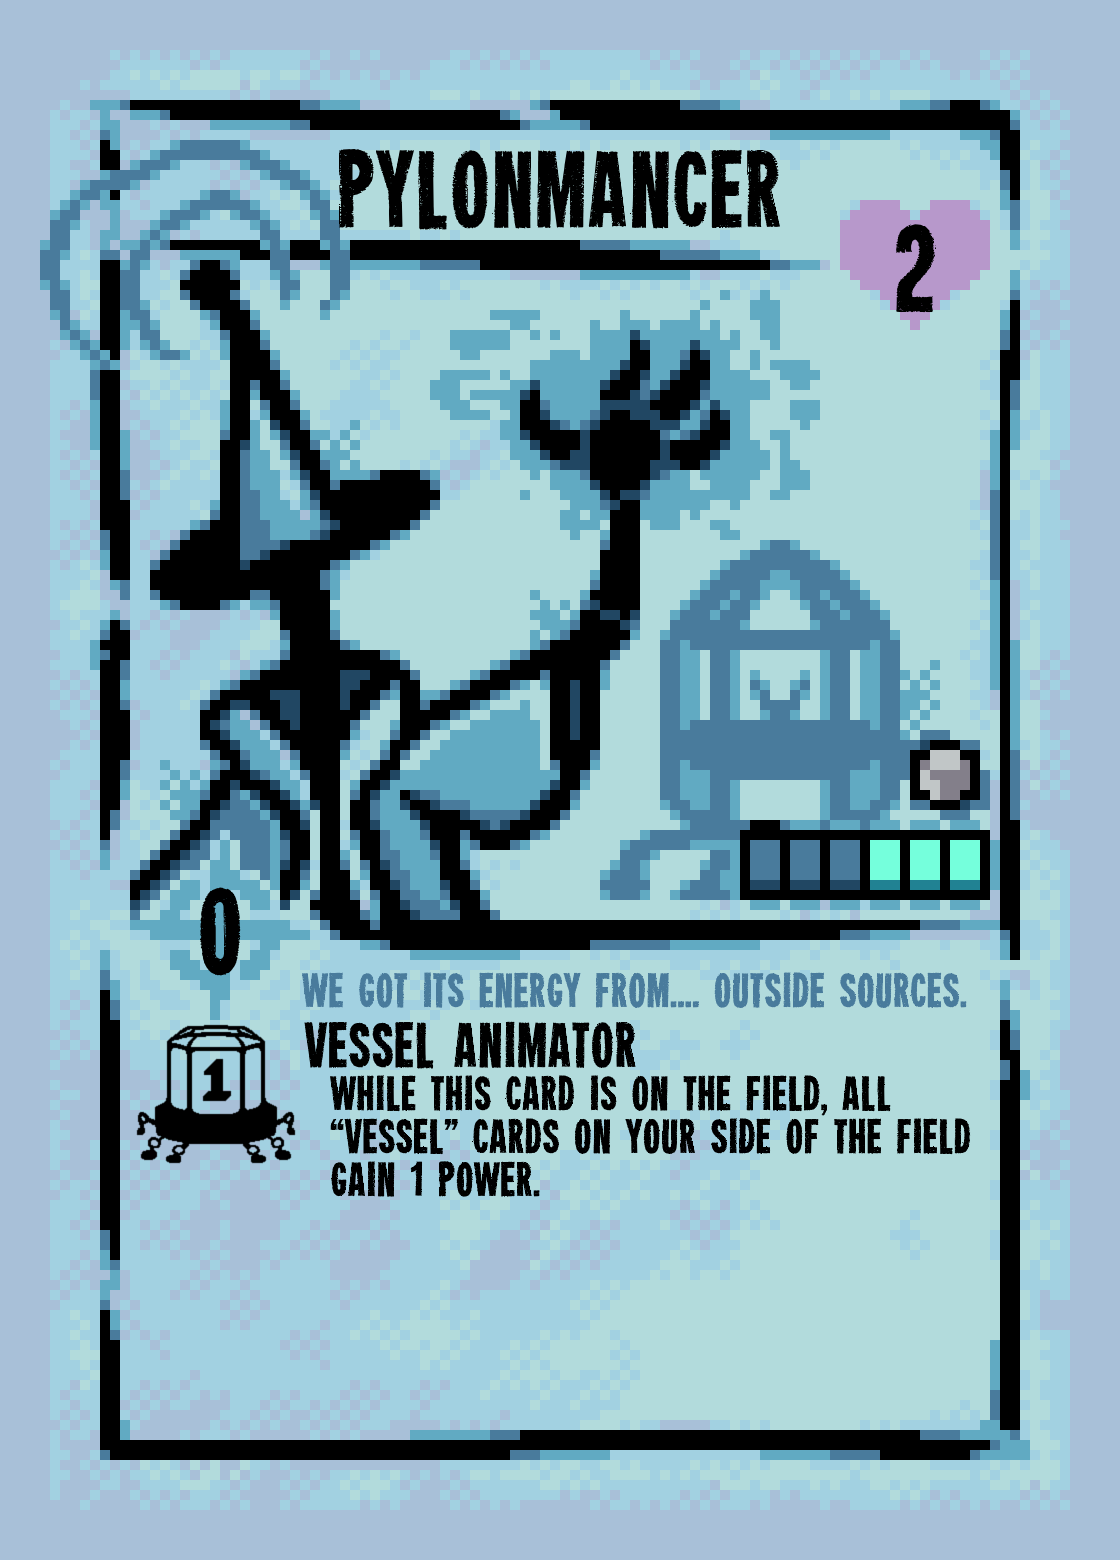 PYLONMANCER
2
0
WE GOT ITS ENERGY FROM.... OUTSIDE SOURCES.
VESSEL ANIMATOR
1
WHILE THIS CARD IS ON THE FIELD, ALL
“VESSEL” CARDS ON YOUR SIDE OF THE FIELD
GAIN 1 POWER.